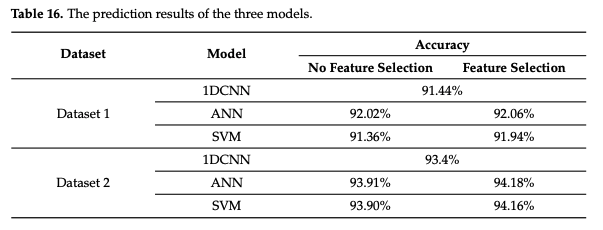 Table 16. The prediction results of the three models.
Dataset Model Accuracy
No Feature Selection Feature Selection
Dataset 1
1DCNN 91.44%
ANN 92.02% 92.06%
SVM 91.36% 91.94%
Dataset 2
1DCNN 93.4%
ANN 93.91% 94.18%
SVM 93.90% 94.16%